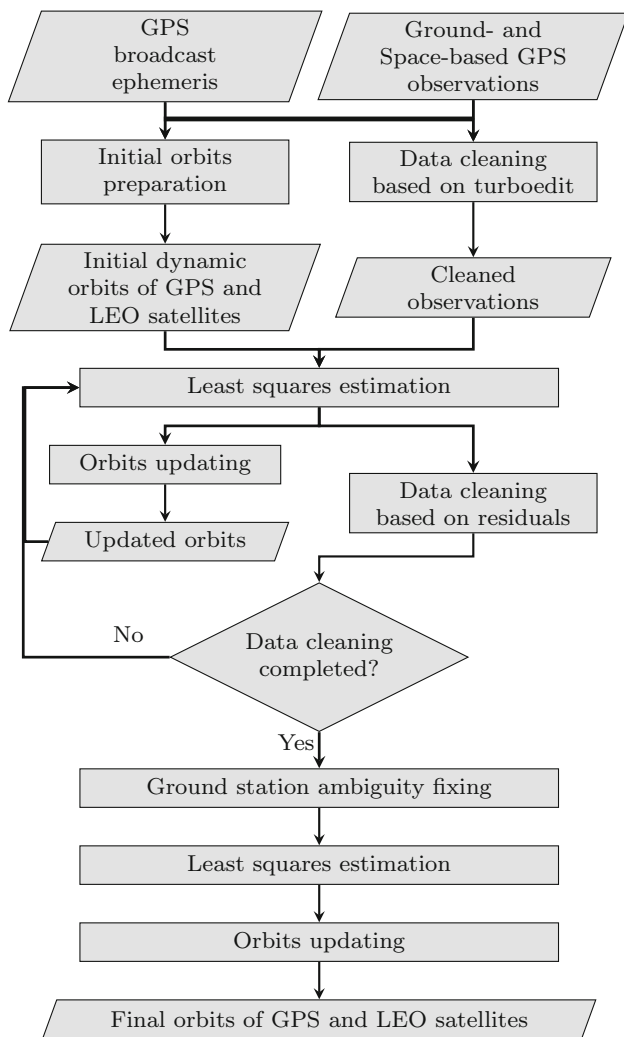 GPS
broadcast
ephemeris
Ground- and
Space-based GPS
observations
Initial orbits
preparation
Data cleaning
based on turboedit
Initial dynamic
orbits of GPS and
LEO satellites
Cleaned
observations
Least squares estimation
Orbits updating
Data cleaning
based on residuals
Updated orbits
No
Data cleaning
completed?
Yes
Ground station ambiguity fixing
Least squares estimation
Orbits updating
Final orbits of GPS and LEO satellites